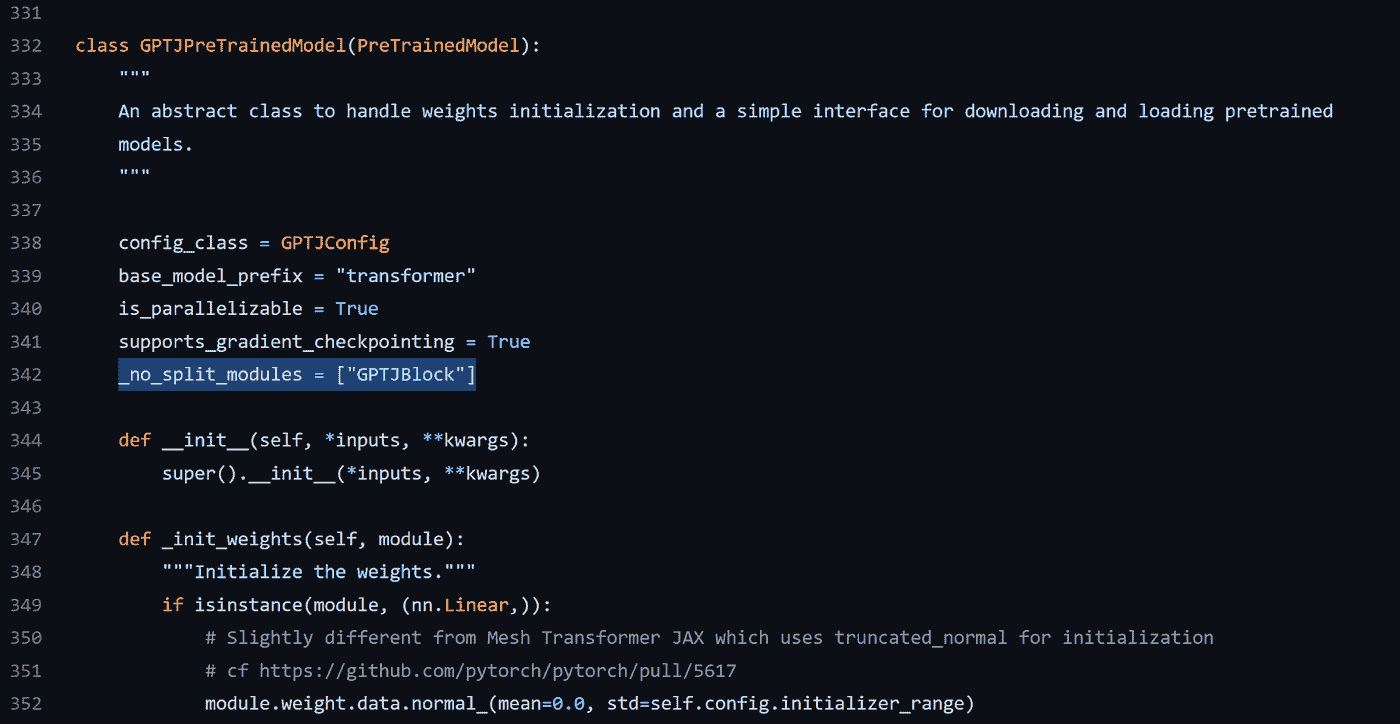 331
332 class GPTJPreTrainedModel(PreTrainedModel):
333     """
334     An abstract class to handle weights initialization and a simple interface for downloading and loading pretrained
335     models.
336     """
337
338     config_class = GPTJConfig
339     base_model_prefix = "transformer"
340     is_parallelizable = True
341     supports_gradient_checkpointing = True
342     _no_split_modules = ["GPTJBlock"]
343
344     def __init__(self, *inputs, **kwargs):
345         super().__init__(*inputs, **kwargs)
346
347     def _init_weights(self, module):
348         """Initialize the weights."""
349         if isinstance(module, (nn.Linear,)):
350             # Slightly different from Mesh Transformer JAX which uses truncated_normal for initialization
351             # cf https://github.com/pytorch/pytorch/pull/5617
352             module.weight.data.normal_(mean=0.0, std=self.config.initializer_range)